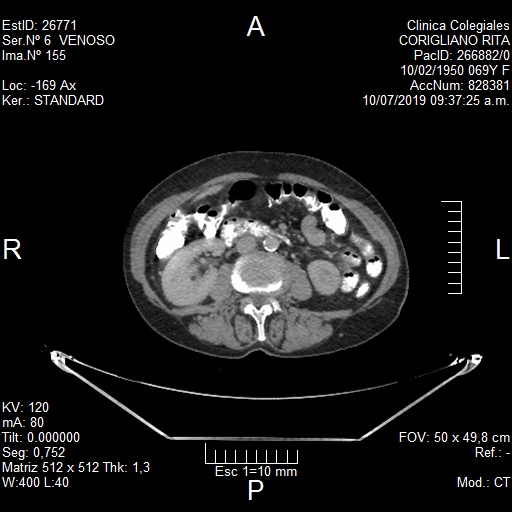 EstID: 26771
Ser.Nº 6 VENOSO
Ima.Nº 155
Loc: -169 Ax
Ker.: STANDARD
A
Clinica Colegiales
CORIGLIANO RITA
PacID: 266882/0
10/02/1950 069Y F
AccNum: 828381
10/07/2019 09:37:25 a.m.
R
L
KV: 120
mA: 80
Tilt: 0.000000
Seg: 0,752
Matriz 512 x 512 Thk: 1,3
W:400 L:40
Esc 1=10 mm
P
FOV: 50 x 49,8 cm
Ref.: -
Mod.: CT